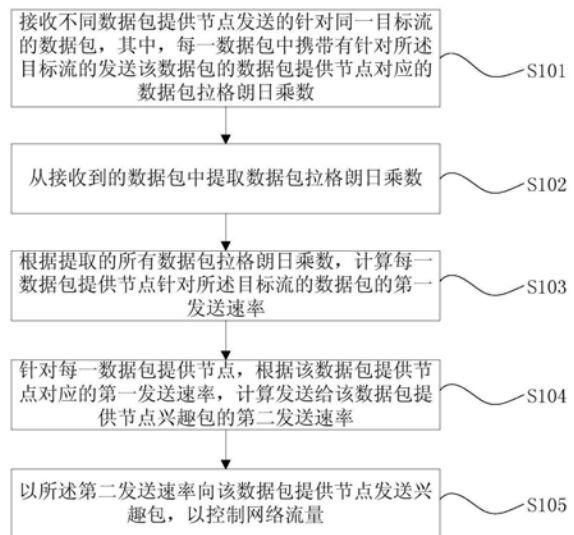 接收不同数据包提供节点发送的针对同一目标流
的数据包，其中，每一数据包中携带有针对所述
目标流的发送该数据包的数据包提供节点对应的
数据包拉格朗日乘数
S101
从接收到的数据包中提取数据包拉格朗日乘数
S102
根据提取的所有数据包拉格朗日乘数，计算每一
数据包提供节点针对所述目标流的数据包的第一
发送速率
S103
针对每一数据包提供节点，根据该数据包提供节
点对应的第一发送速率，计算发送给该数据包提
供节点兴趣包的第二发送速率
S104
以所述第二发送速率向该数据包提供节点发送兴
趣包，以控制网络流量
S105